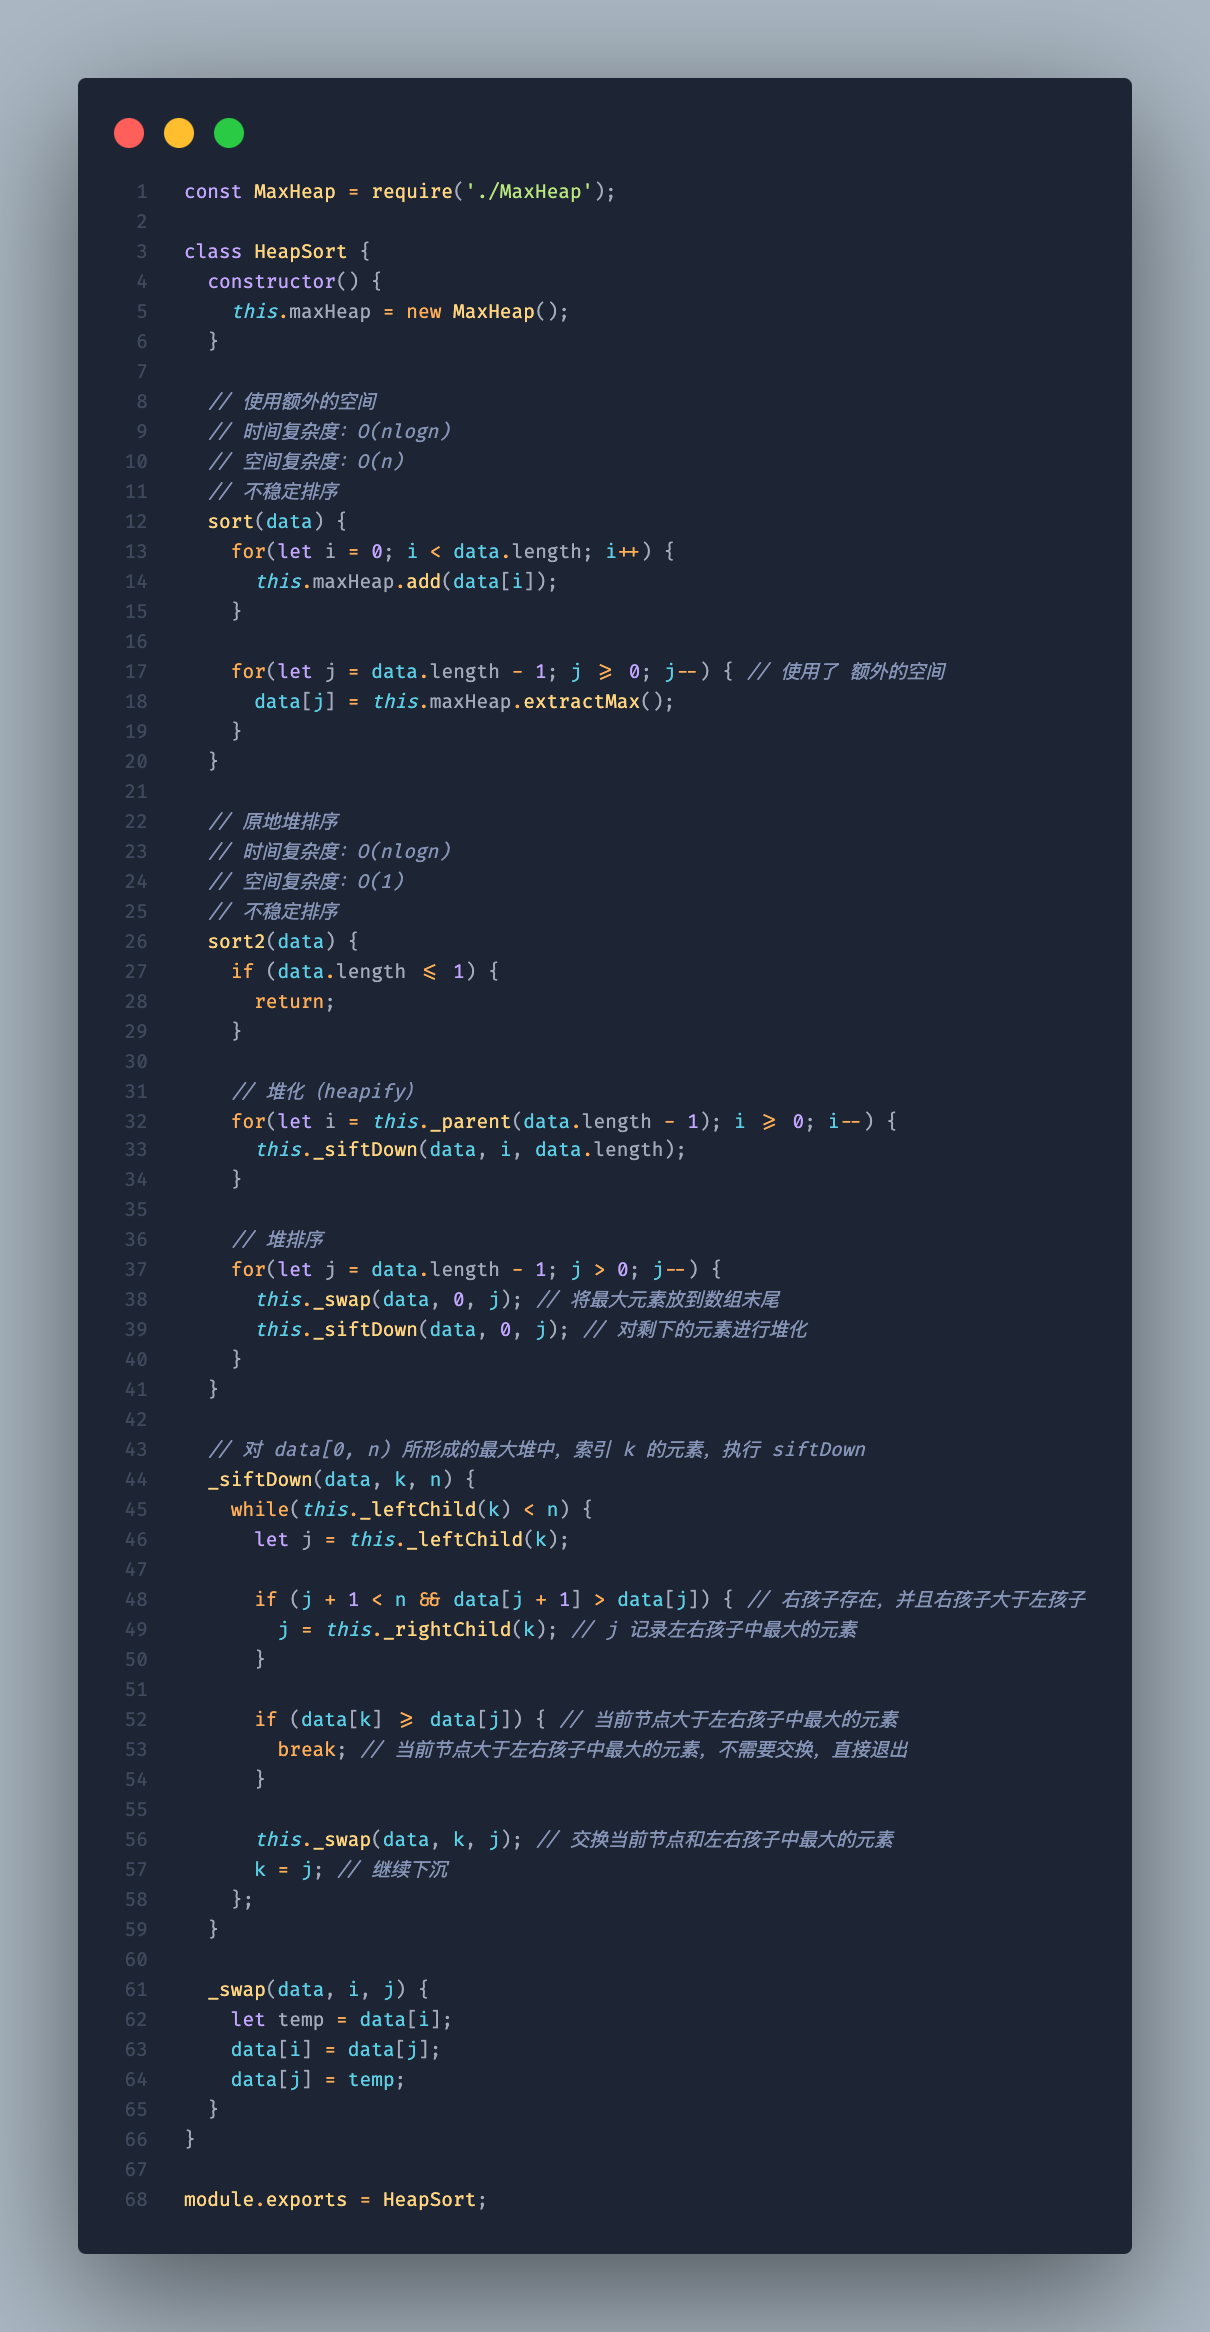 1 const MaxHeap = require('./MaxHeap');
2
3 class HeapSort {
4   constructor() {
5     this.maxHeap = new MaxHeap();
6   }
7
8   // 使用额外的空间
9   // 时间复杂度：O(nlogn)
10   // 空间复杂度：O(n)
11   // 不稳定排序
12   sort(data) {
13     for(let i = 0; i < data.length; i++) {
14       this.maxHeap.add(data[i]);
15     }
16
17     for(let j = data.length - 1; j >= 0; j--) { // 使用了 额外的空间
18       data[j] = this.maxHeap.extractMax();
19     }
20   }
21
22   // 原地堆排序
23   // 时间复杂度：O(nlogn)
24   // 空间复杂度：O(1)
25   // 不稳定排序
26   sort2(data) {
27     if (data.length <= 1) {
28       return;
29     }
30
31     // 堆化（heapify）
32     for(let i = this._parent(data.length - 1); i >= 0; i--) {
33       this._siftDown(data, i, data.length);
34     }
35
36     // 堆排序
37     for(let j = data.length - 1; j > 0; j--) {
38       this._swap(data, 0, j); // 将最大元素放到数组末尾
39       this._siftDown(data, 0, j); // 对剩下的元素进行堆化
40     }
41   }
42
43   // 对 data[0, n) 所形成的最大堆中，索引 k 的元素，执行 siftDown
44   _siftDown(data, k, n) {
45     while(this._leftChild(k) < n) {
46       let j = this._leftChild(k);
47
48       if (j + 1 < n && data[j + 1] > data[j]) { // 右孩子存在，并且右孩子大于左孩子
49         j = this._rightChild(k); // j 记录左右孩子中最大的元素
50       }
51
52       if (data[k] >= data[j]) { // 当前节点大于左右孩子中最大的元素
53         break; // 当前节点大于左右孩子中最大的元素，不需要交换，直接退出
54       }
55
56       this._swap(data, k, j); // 交换当前节点和左右孩子中最大的元素
57       k = j; // 继续下沉
58     };
59   }
60
61   _swap(data, i, j) {
62     let temp = data[i];
63     data[i] = data[j];
64     data[j] = temp;
65   }
66 }
67
68 module.exports = HeapSort;